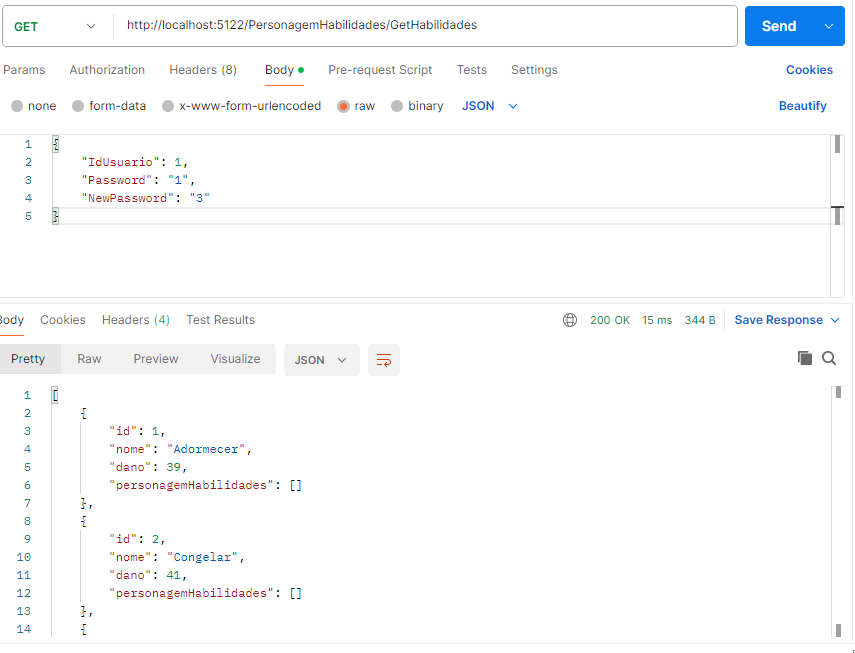 GET http://localhost:5122/PersonagemHabilidades/GetHabilidades Send
Params Authorization Headers (8) Body Pre-request Script Tests Settings Cookies
none form-data x-www-form-urlencoded raw binary JSON Beautify
1 {
2 "IdUsuario": 1,
3 "Password": "1",
4 "NewPassword": "3"
5 }
Body Cookies Headers (4) Test Results 200 OK 15 ms 344 B Save Response
Pretty Raw Preview Visualize JSON
1 [
2 {
3 "id": 1,
4 "nome": "Adormecer",
5 "dano": 39,
6 "personagemHabilidades": []
7 },
8 {
9 "id": 2,
10 "nome": "Congelar",
11 "dano": 41,
12 "personagemHabilidades": []
13 },
14 {